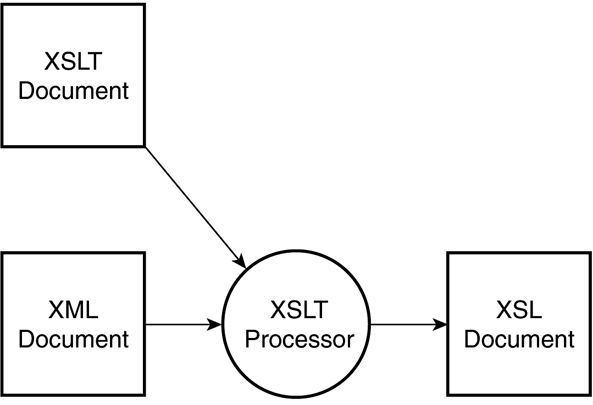 XSLT
Document
XML
Document
XSLT
Processor
XSL
Document